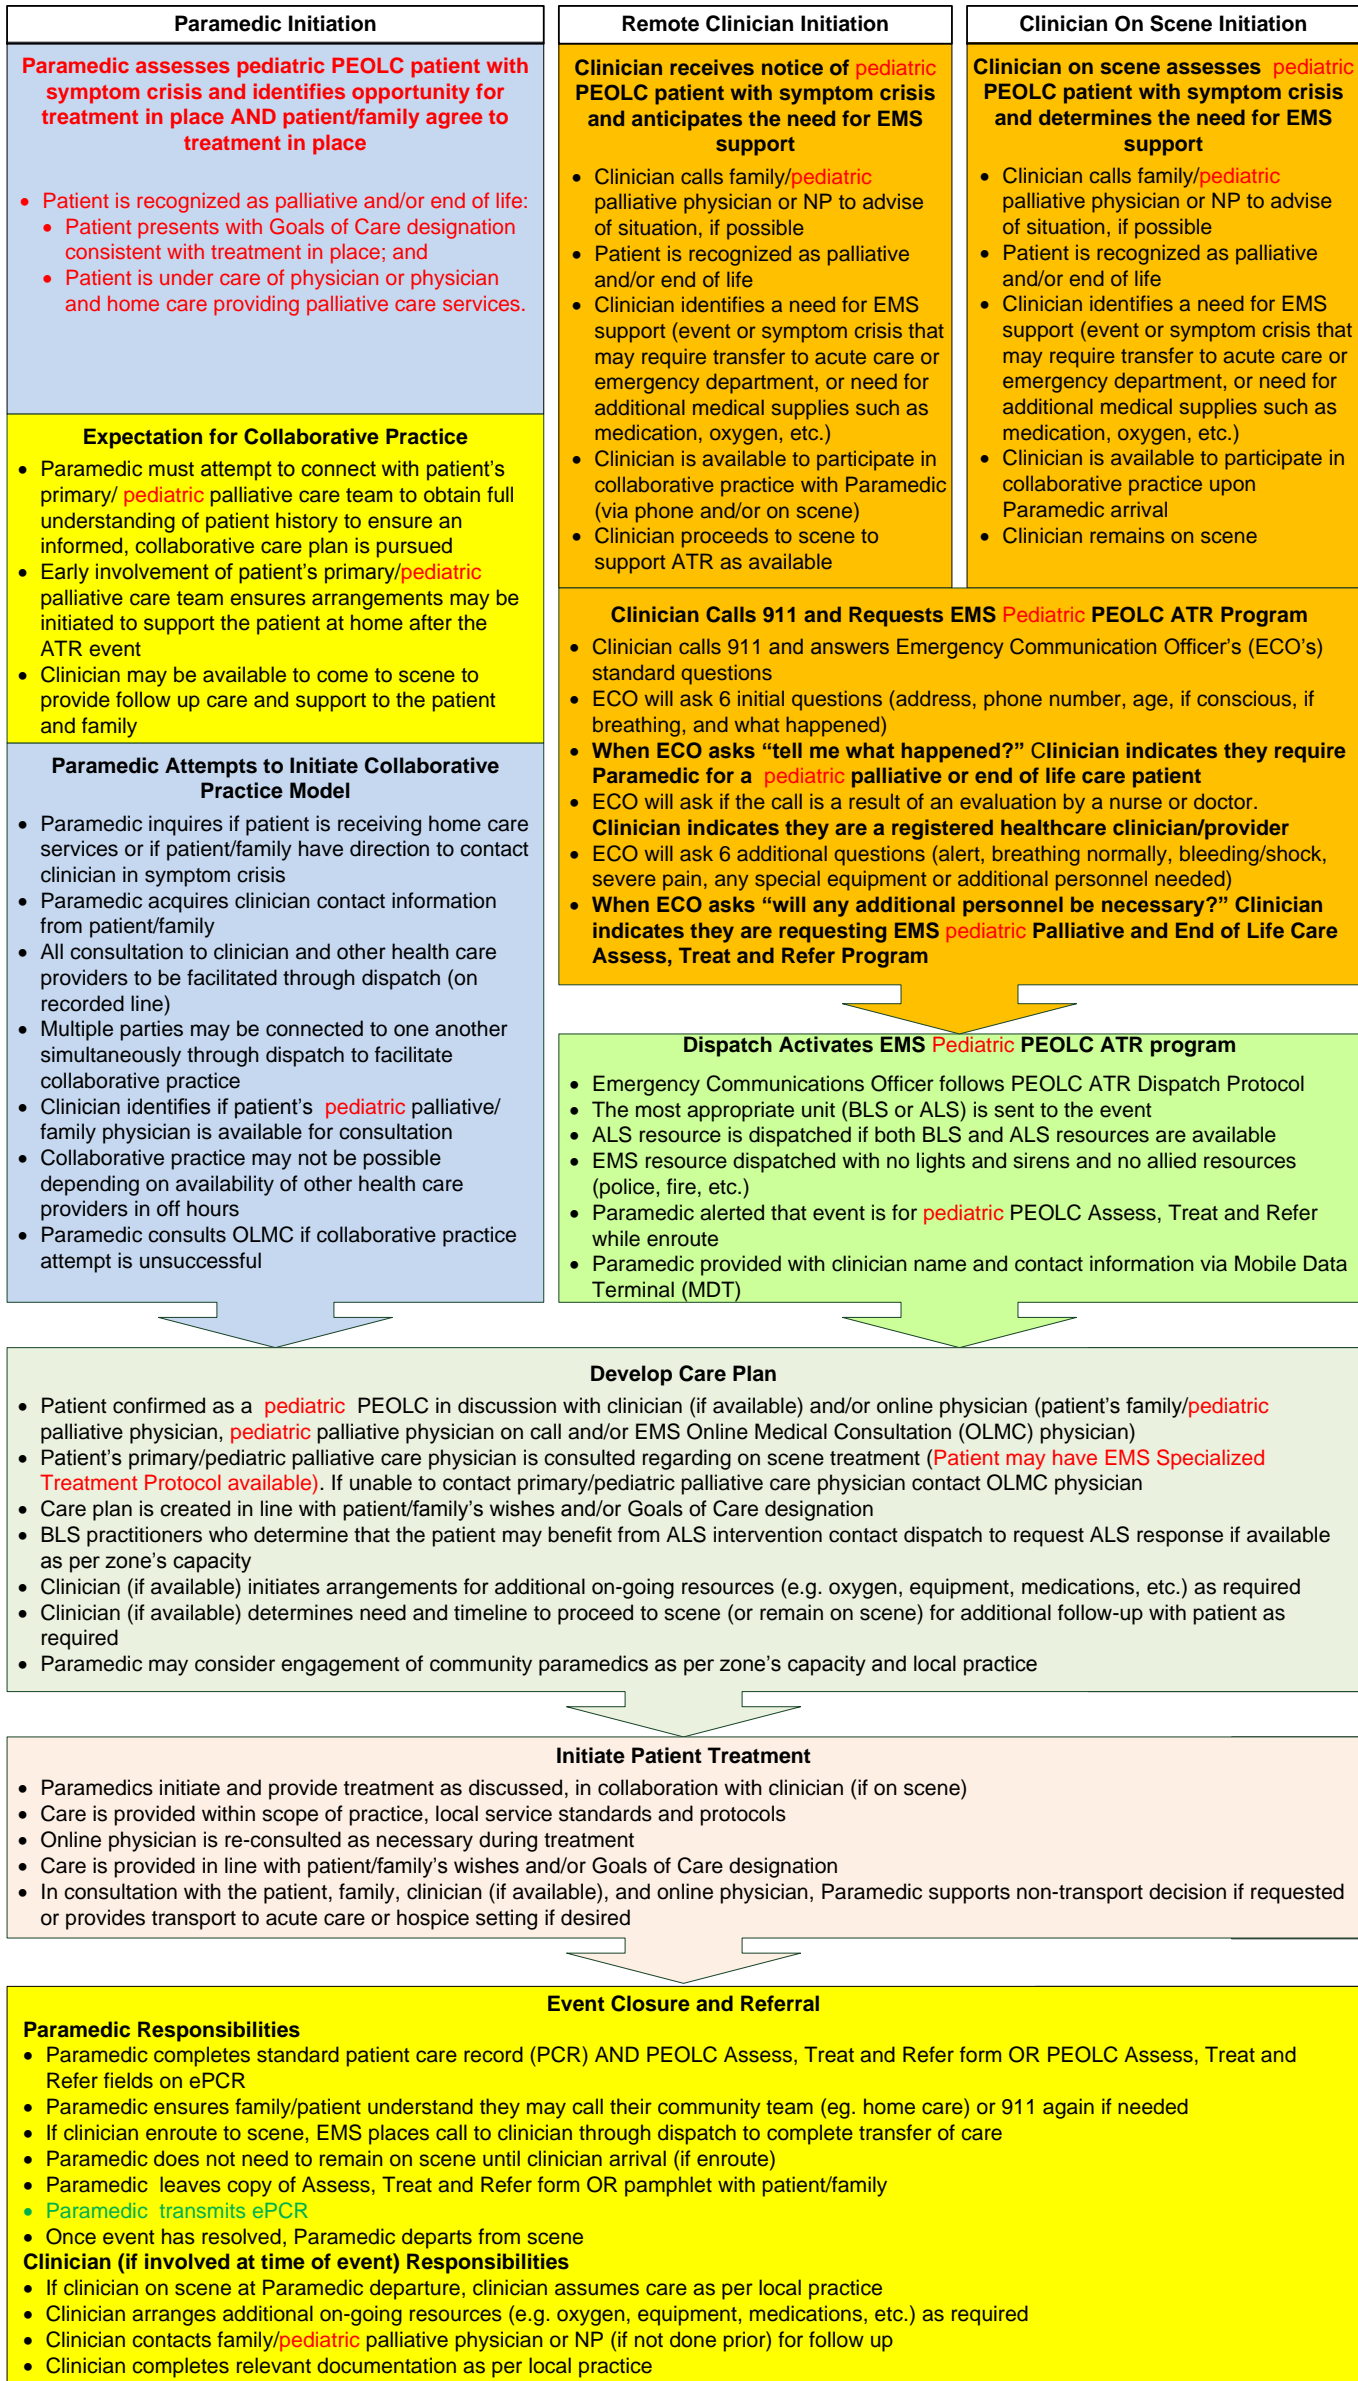 Paramedic Initiation
Paramedic assesses pediatric PEOLC patient with
symptom crisis and identifies opportunity for
treatment in place AND patient/family agree to
treatment in place
• Patient is recognized as palliative and/or end of life:
• Patient presents with Goals of Care designation
consistent with treatment in place; and
• Patient is under care of physician or physician
and home care providing palliative care services.
Expectation for Collaborative Practice
• Paramedic must attempt to connect with patient's
primary/ pediatric palliative care team to obtain full
understanding of patient history to ensure an
informed, collaborative care plan is pursued
• Early involvement of patient's primary/pediatric
palliative care team ensures arrangements may be
initiated to support the patient at home after the
ATR event
• Clinician may be available to come to scene to
provide follow up care and support to the patient
and family
Paramedic Attempts to Initiate Collaborative
Practice Model
• Paramedic inquires if patient is receiving home care
services or if patient/family have direction to contact
clinician in symptom crisis
• Paramedic acquires clinician contact information
from patient/family
• All consultation to clinician and other health care
providers to be facilitated through dispatch (on
recorded line)
• Multiple parties may be connected to one another
simultaneously through dispatch to facilitate
collaborative practice
• Clinician identifies if patient's pediatric palliative/
family physician is available for consultation
• Collaborative practice may not be possible
depending on availability of other health care
providers in off hours
• Paramedic consults OLMC if collaborative practice
attempt is unsuccessful
Remote Clinician Initiation
Clinician receives notice of pediatric
PEOLC patient with symptom crisis
and anticipates the need for EMS
support
• Clinician calls family/pediatric
palliative physician or NP to advise
of situation, if possible
• Patient is recognized as palliative
and/or end of life
• Clinician identifies a need for EMS
support (event or symptom crisis that
may require transfer to acute care or
emergency department, or need for
additional medical supplies such as
medication, oxygen, etc.)
• Clinician is available to participate in
collaborative practice with Paramedic
(via phone and/or on scene)
• Clinician proceeds to scene to
support ATR as available
Clinician On Scene Initiation
Clinician on scene assesses pediatric
PEOLC patient with symptom crisis
and determines the need for EMS
support
• Clinician calls family/pediatric
palliative physician or NP to advise
of situation, if possible
• Patient is recognized as palliative
and/or end of life
• Clinician identifies a need for EMS
support (event or symptom crisis that
may require transfer to acute care or
emergency department, or need for
additional medical supplies such as
medication, oxygen, etc.)
• Clinician is available to participate in
collaborative practice upon
Paramedic arrival
• Clinician remains on scene
Clinician Calls 911 and Requests EMS Pediatric PEOLC ATR Program
• Clinician calls 911 and answers Emergency Communication Officer's (ECO's)
standard questions
• ECO will ask 6 initial questions (address, phone number, age, if conscious, if
breathing, and what happened)
• When ECO asks “tell me what happened?” Clinician indicates they require
Paramedic for a pediatric palliative or end of life care patient
• ECO will ask if the call is a result of an evaluation by a nurse or doctor.
Clinician indicates they are a registered healthcare clinician/provider
• ECO will ask 6 additional questions (alert, breathing normally, bleeding/shock,
severe pain, any special equipment or additional personnel needed)
• When ECO asks “will any additional personnel be necessary?” Clinician
indicates they are requesting EMS pediatric Palliative and End of Life Care
Assess, Treat and Refer Program
Dispatch Activates EMS Pediatric PEOLC ATR program
• Emergency Communications Officer follows PEOLC ATR Dispatch Protocol
• The most appropriate unit (BLS or ALS) is sent to the event
• ALS resource is dispatched if both BLS and ALS resources are available
• EMS resource dispatched with no lights and sirens and no allied resources
(police, fire, etc.)
• Paramedic alerted that event is for pediatric PEOLC Assess, Treat and Refer
while enroute
• Paramedic provided with clinician name and contact information via Mobile Data
Terminal (MDT)
Develop Care Plan
• Patient confirmed as a pediatric PEOLC in discussion with clinician (if available) and/or online physician (patient's family/pediatric
palliative physician, pediatric palliative physician on call and/or EMS Online Medical Consultation (OLMC) physician)
• Patient's primary/pediatric palliative care physician is consulted regarding on scene treatment (Patient may have EMS Specialized
Treatment Protocol available). If unable to contact primary/pediatric palliative care physician contact OLMC physician
• Care plan is created in line with patient/family's wishes and/or Goals of Care designation
• BLS practitioners who determine that the patient may benefit from ALS intervention contact dispatch to request ALS response if available
as per zone's capacity
• Clinician (if available) initiates arrangements for additional on-going resources (e.g. oxygen, equipment, medications, etc.) as required
• Clinician (if available) determines need and timeline to proceed to scene (or remain on scene) for additional follow-up with patient as
required
• Paramedic may consider engagement of community paramedics as per zone's capacity and local practice
Initiate Patient Treatment
• Paramedics initiate and provide treatment as discussed, in collaboration with clinician (if on scene)
• Care is provided within scope of practice, local service standards and protocols
• Online physician is re-consulted as necessary during treatment
• Care is provided in line with patient/family's wishes and/or Goals of Care designation
• In consultation with the patient, family, clinician (if available), and online physician, Paramedic supports non-transport decision if requested
or provides transport to acute care or hospice setting if desired
Event Closure and Referral
Paramedic Responsibilities
• Paramedic completes standard patient care record (PCR) AND PEOLC Assess, Treat and Refer form OR PEOLC Assess, Treat and
Refer fields on ePCR
• Paramedic ensures family/patient understand they may call their community team (eg. home care) or 911 again if needed
• If clinician enroute to scene, EMS places call to clinician through dispatch to complete transfer of care
• Paramedic does not need to remain on scene until clinician arrival (if enroute)
• Paramedic leaves copy of Assess, Treat and Refer form OR pamphlet with patient/family
• Paramedic transmits ePCR
• Once event has resolved, Paramedic departs from scene
Clinician (if involved at time of event) Responsibilities
• If clinician on scene at Paramedic departure, clinician assumes care as per local practice
• Clinician arranges additional on-going resources (e.g. oxygen, equipment, medications, etc.) as required
• Clinician contacts family/pediatric palliative physician or NP (if not done prior) for follow up
• Clinician completes relevant documentation as per local practice